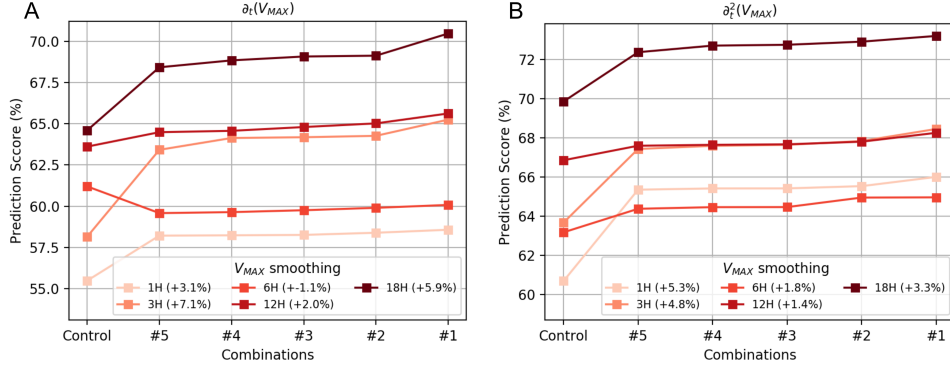 A
∂t(VMAX)
Prediction Sccore (%)
70.0
67.5
65.0
62.5
60.0
57.5
55.0
VMAX smoothing
1H (+3.1%)
3H (+7.1%)
6H (+-1.1%)
12H (+2.0%)
18H (+5.9%)
Control
#5
#4
#3
#2
#1
Combinations
B
∂t²(VMAX)
Prediction Sccore (%)
72
70
68
66
64
62
60
VMAX smoothing
1H (+5.3%)
3H (+4.8%)
6H (+1.8%)
12H (+1.4%)
18H (+3.3%)
Control
#5
#4
#3
#2
#1
Combinations